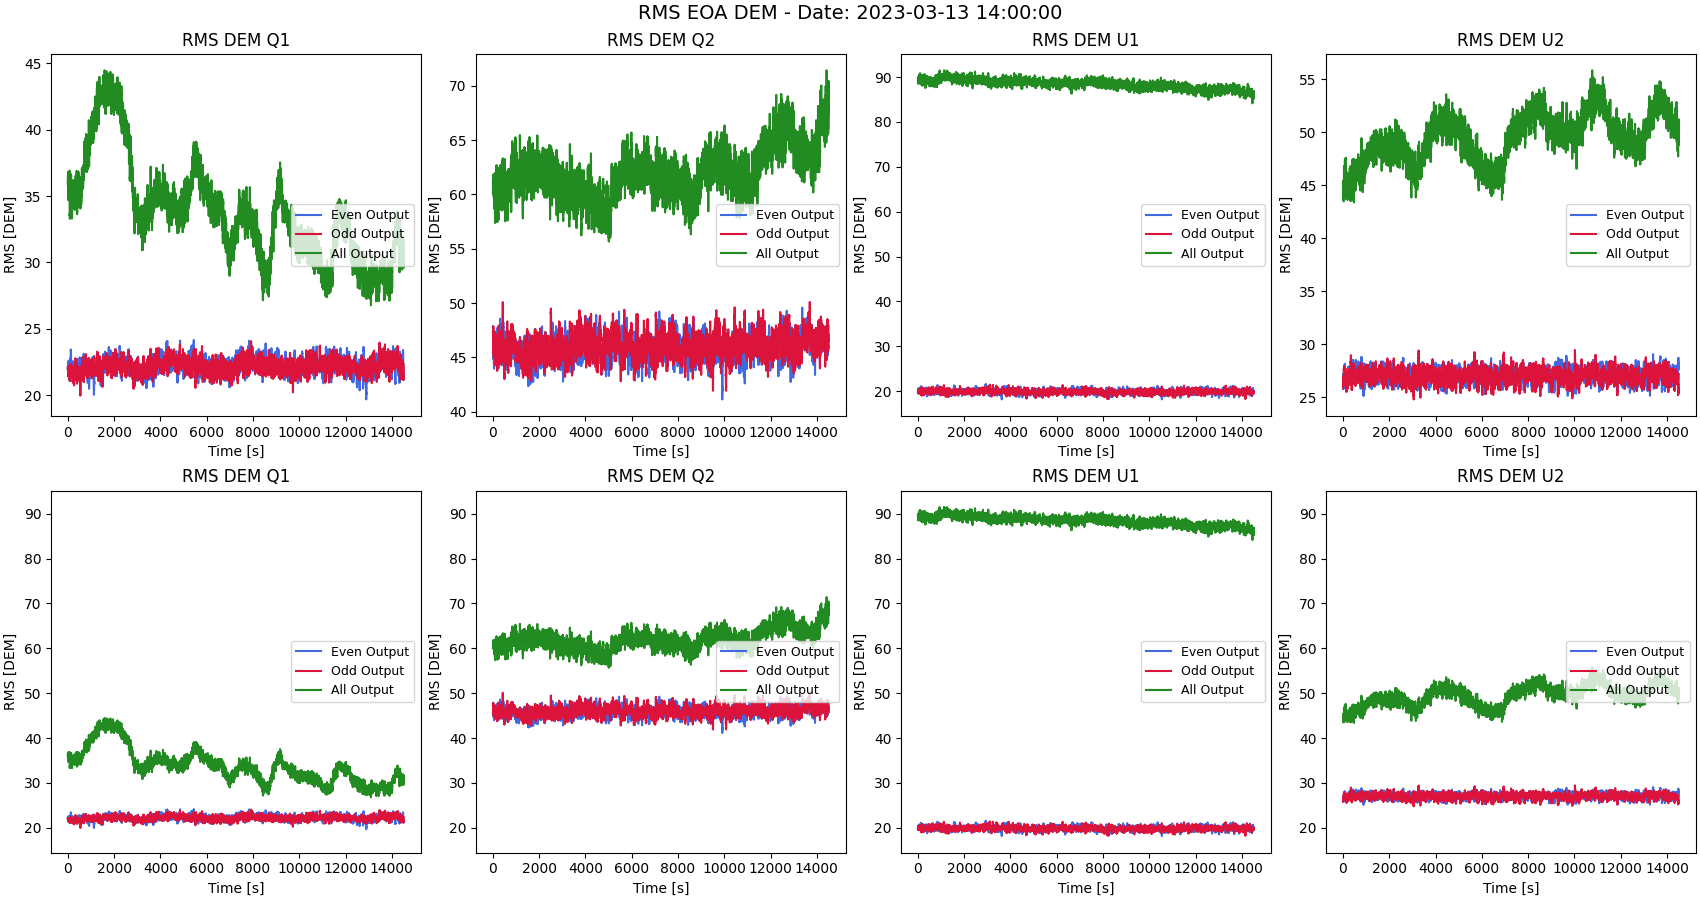 RMS EOA DEM - Date: 2023-03-13 14:00:00
RMS DEM Q1
RMS [DEM]
45
40
35
30
25
20
0 2000 4000 6000 8000 10000 12000 14000
Time [s]
Even Output
Odd Output
All Output
RMS DEM Q2
RMS [DEM]
70
65
60
55
50
45
40
0 2000 4000 6000 8000 10000 12000 14000
Time [s]
Even Output
Odd Output
All Output
RMS DEM U1
RMS [DEM]
90
80
70
60
50
40
30
20
0 2000 4000 6000 8000 10000 12000 14000
Time [s]
Even Output
Odd Output
All Output
RMS DEM U2
RMS [DEM]
55
50
45
40
35
30
25
0 2000 4000 6000 8000 10000 12000 14000
Time [s]
Even Output
Odd Output
All Output
RMS DEM Q1
RMS [DEM]
90
80
70
60
50
40
30
20
0 2000 4000 6000 8000 10000 12000 14000
Time [s]
Even Output
Odd Output
All Output
RMS DEM Q2
RMS [DEM]
90
80
70
60
50
40
30
20
0 2000 4000 6000 8000 10000 12000 14000
Time [s]
Even Output
Odd Output
All Output
RMS DEM U1
RMS [DEM]
90
80
70
60
50
40
30
20
0 2000 4000 6000 8000 10000 12000 14000
Time [s]
Even Output
Odd Output
All Output
RMS DEM U2
RMS [DEM]
90
80
70
60
50
40
30
20
0 2000 4000 6000 8000 10000 12000 14000
Time [s]
Even Output
Odd Output
All Output